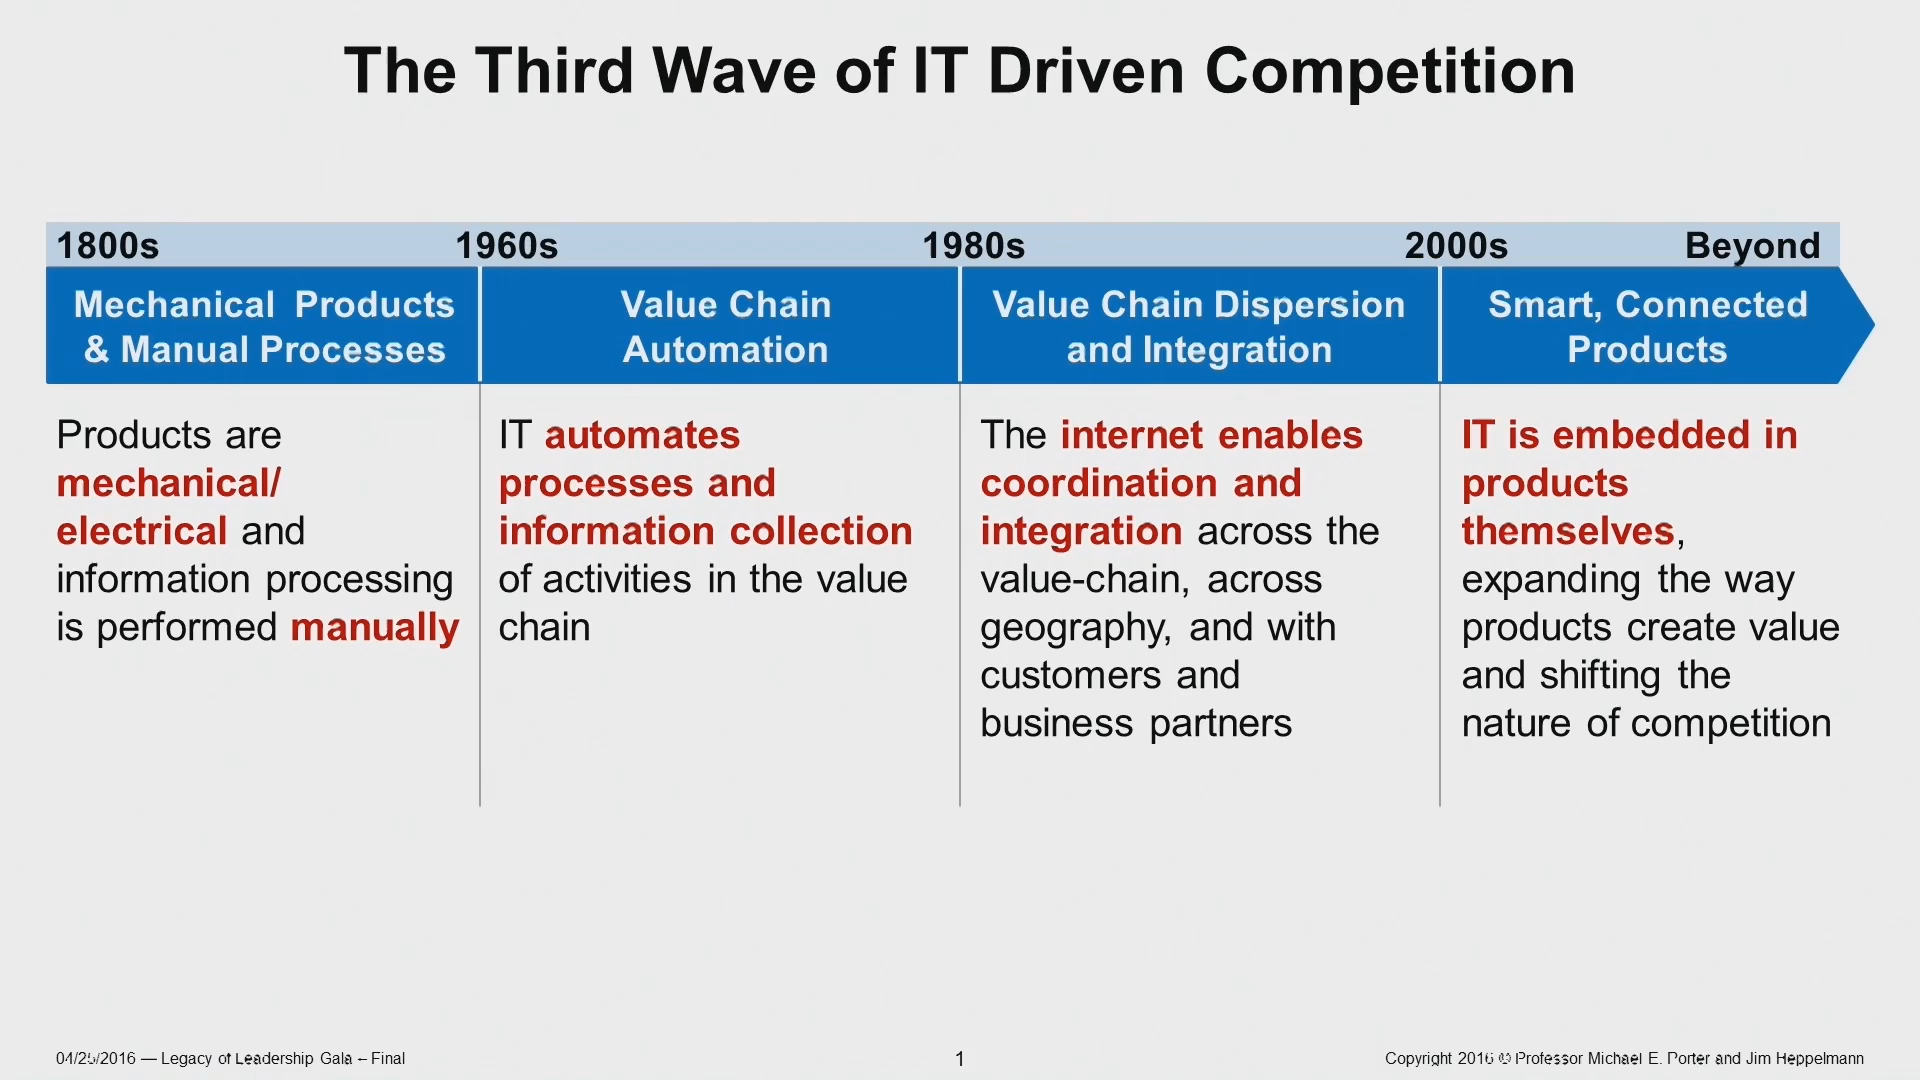 The Third Wave of IT Driven Competition
1800s 1960s 1980s 2000s Beyond
Mechanical Products
& Manual Processes
Value Chain
Automation
Value Chain Dispersion
and Integration
Smart, Connected
Products
Products are
mechanical/
electrical and
information processing
is performed manually
IT automates
processes and
information collection
of activities in the value
chain
The internet enables
coordination and
integration across the
value-chain, across
geography, and with
customers and
business partners
IT is embedded in
products
themselves,
expanding the way
products create value
and shifting the
nature of competition
04/25/2016 — Legacy of Leadership Gala – Final
1
Copyright 2016 © Professor Michael E. Porter and Jim Heppelmann